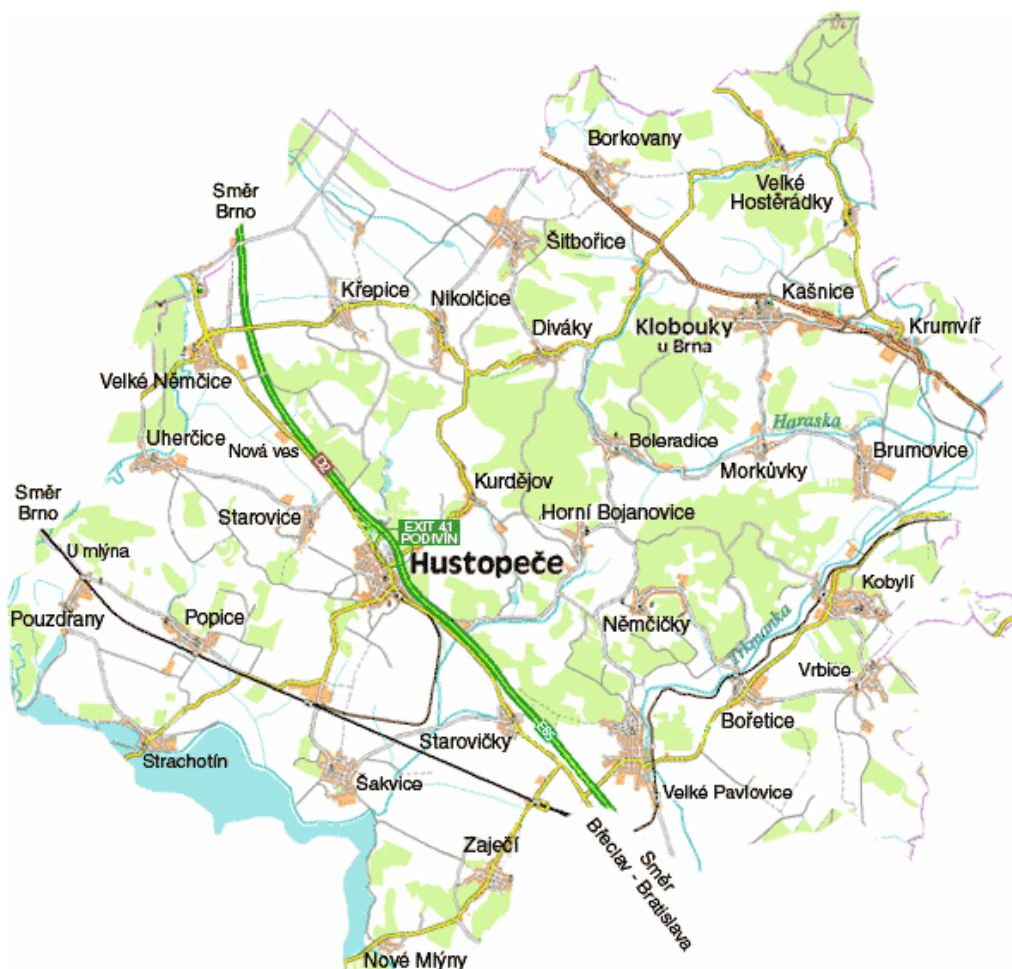 Borkovany
Velké
Hostěrádky
Směr
Brno
Šitbořice
Křepice
Nikolčice
Kašnice
Diváky
Klobouky
u Brna
Krumvíř
Velké Němčice
Haraska
Uherčice
Nová ves
D2
Boleradice
Morkůvky
Brumovice
Kurdějov
Směr
Brno
Starovice
Horní Bojanovice
EXIT 41
PODIVÍN
Hustopeče
U mlýna
Kobylí
Pouzdrany
Popice
Němčičky
Trkmanka
Vrbice
Bořetice
Starovičky
E65
Strachotín
Šakvice
Velké Pavlovice
Zaječí
Směr
Břeclav - Bratislava
Nové Mlýny